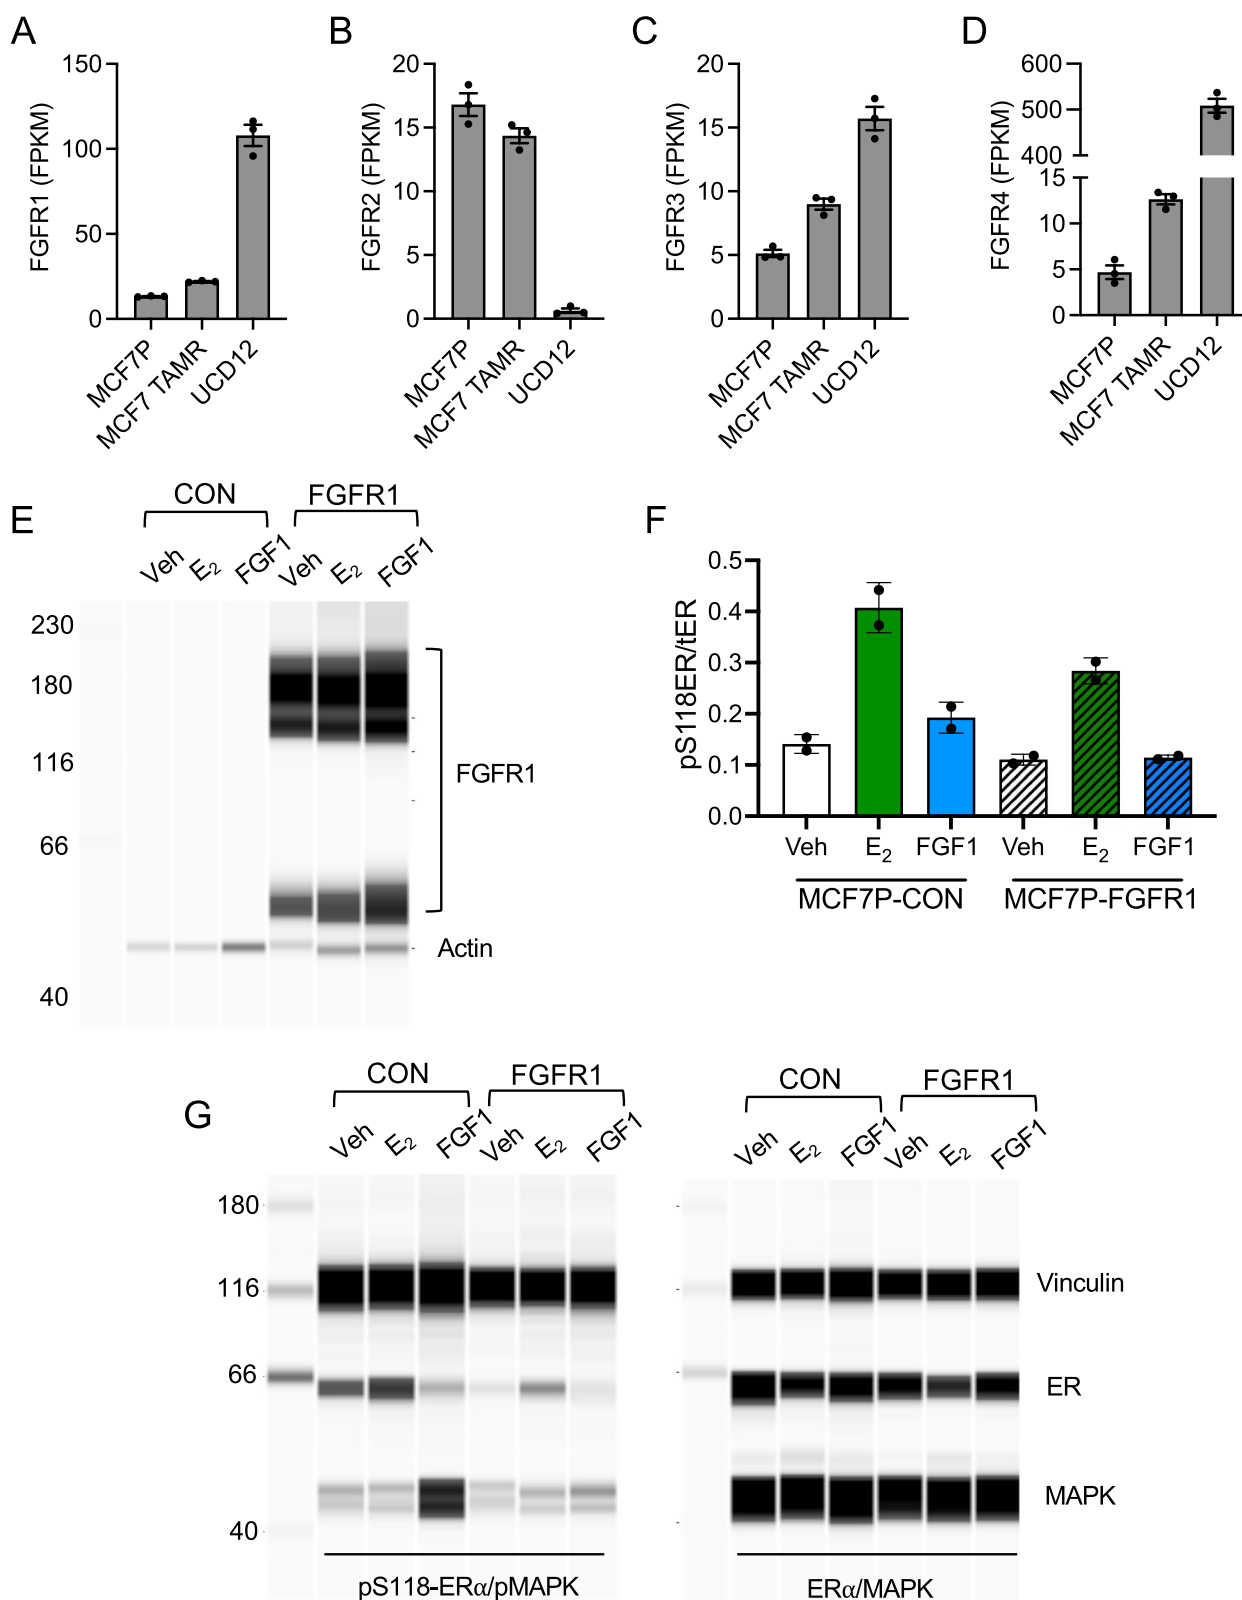 A
B
C
D
150
100
50
0
FGFR1 (FPKM)
MCF7P
MCF7 TAMR
UCD12
20
15
10
5
0
FGFR2 (FPKM)
MCF7P
MCF7 TAMR
UCD12
20
15
10
5
0
FGFR3 (FPKM)
MCF7P
MCF7 TAMR
UCD12
600
500
400
15
10
5
0
FGFR4 (FPKM)
MCF7P
MCF7 TAMR
UCD12
E
CON
FGFR1
Veh
E2
FGF1
Veh
E2
FGF1
230
180
116
66
40
FGFR1
Actin
F
0.5
0.4
0.3
0.2
0.1
0.0
pS118ER/tER
Veh
E2
FGF1
Veh
E2
FGF1
MCF7P-CON
MCF7P-FGFR1
G
CON
FGFR1
Veh
E2
FGF1
Veh
E2
FGF1
180
116
66
40
pS118-ERα/pMAPK
CON
FGFR1
Veh
E2
FGF1
Veh
E2
FGF1
Vinculin
ER
MAPK
ERα/MAPK